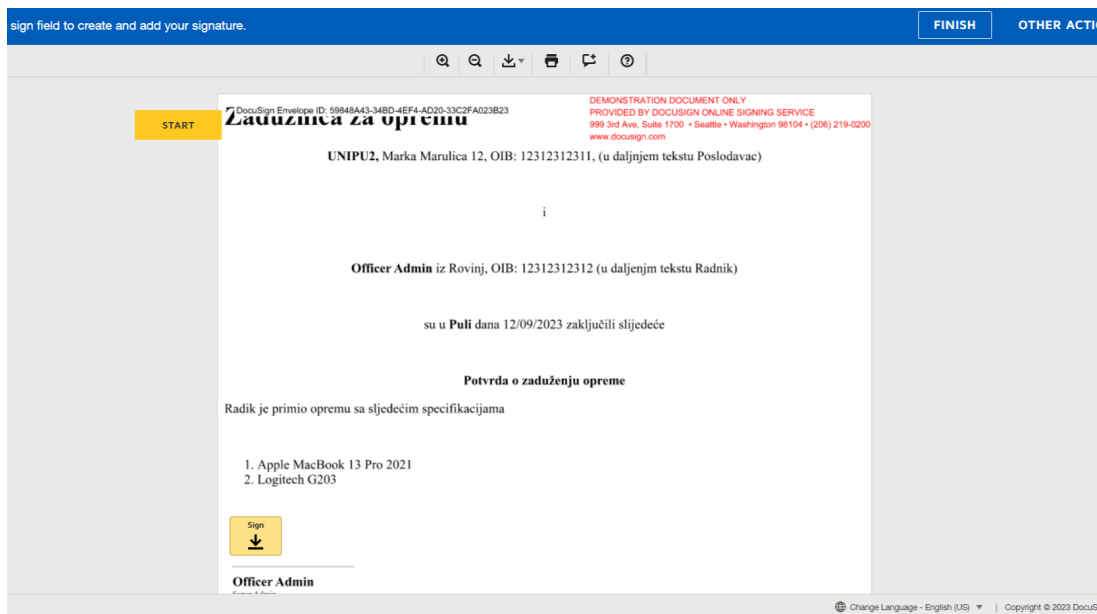 sign field to create and add your signature.
FINISH
OTHER ACTI
START
DocuSign Envelope ID: 59848A43-34BD-4EF4-AD20-33C2FA023B23
DEMONSTRATION DOCUMENT ONLY
PROVIDED BY DOCUSIGN ONLINE SIGNING SERVICE
999 3rd Ave, Suite 1700 • Seattle • Washington 98104 • (206) 219-0200
www.docusign.com
Zadužnica za opremu
UNIPU2, Marka Marulica 12, OIB: 12312312311, (u daljnjem tekstu Poslodavac)
i
Officer Admin iz Rovinj, OIB: 12312312312 (u daljenjm tekstu Radnik)
su u Puli dana 12/09/2023 zaključili slijedeće
Potvrda o zaduženju opreme
Radik je primio opremu sa sljedećim specifikacijama
1. Apple MacBook 13 Pro 2021
2. Logitech G203
Sign
Officer Admin
Change Language - English (US)
Copyright © 2023 DocuS